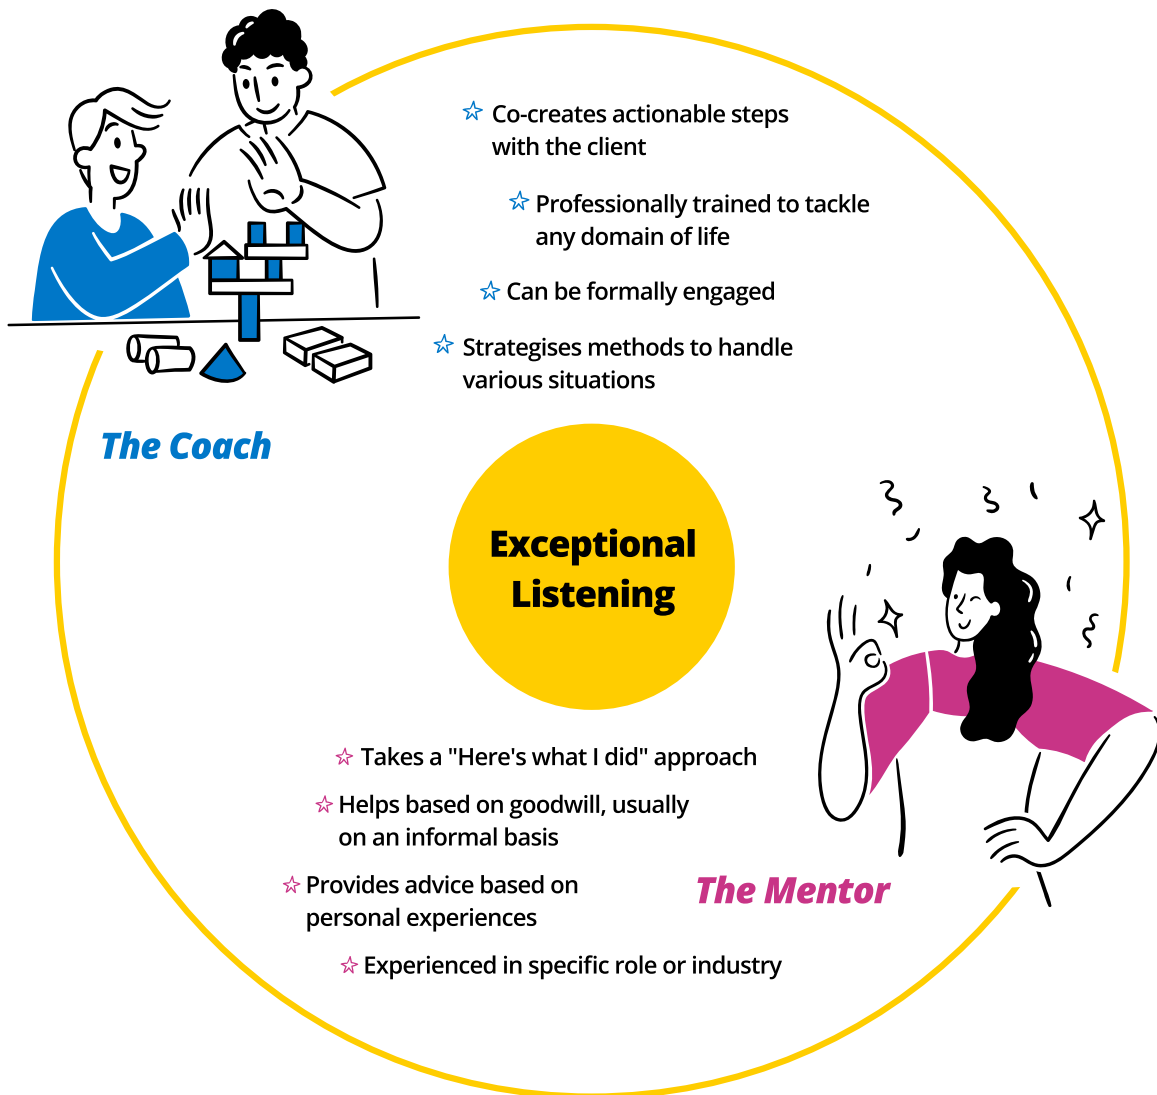 Co-creates actionable steps
with the client
Professionally trained to tackle
any domain of life
Can be formally engaged
Strategises methods to handle
various situations
The Coach
Exceptional
Listening
Takes a "Here's what I did" approach
Helps based on goodwill, usually
on an informal basis
Provides advice based on
personal experiences
The Mentor
Experienced in specific role or industry